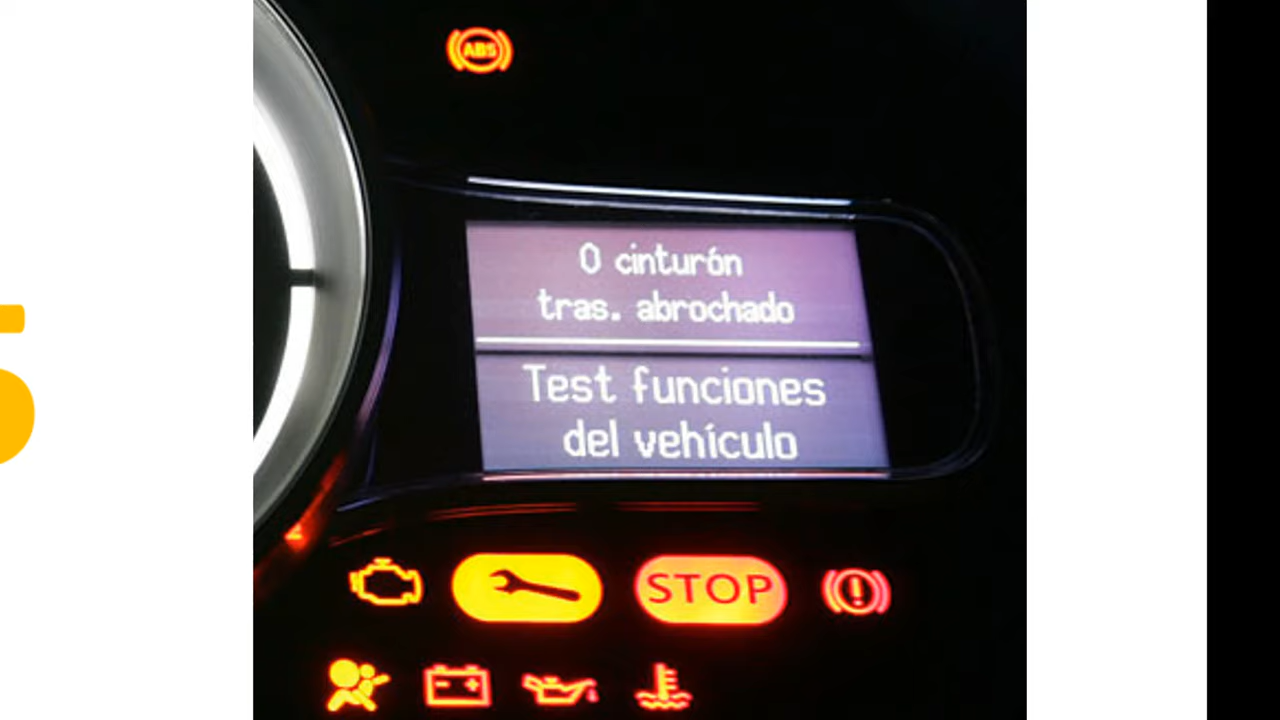 ABS
0 cinturón
tras. abrochado
Test funciones
del vehículo
STOP